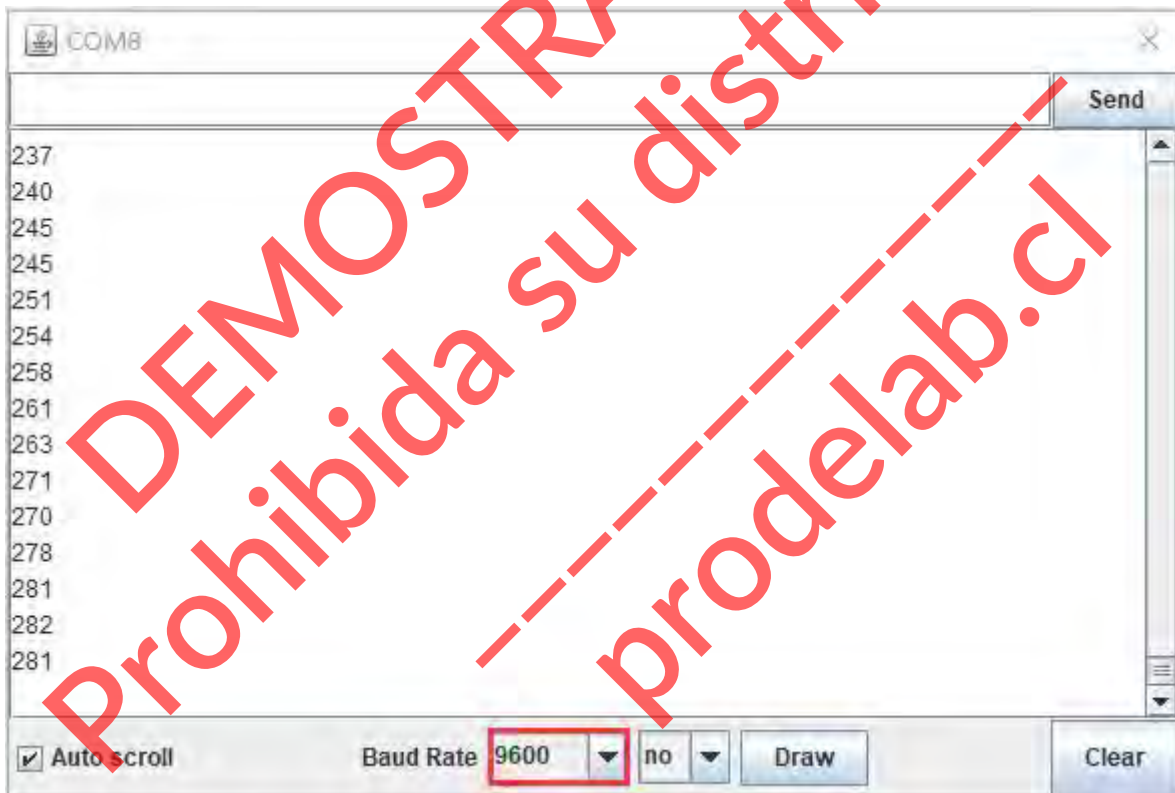 COM8
Send
237
240
245
245
251
254
258
261
263
271
270
278
281
282
281
Auto scroll
Baud Rate 9600 no Draw
Clear
DEMOSTRA
Prohibida su distr
prodelab.cl